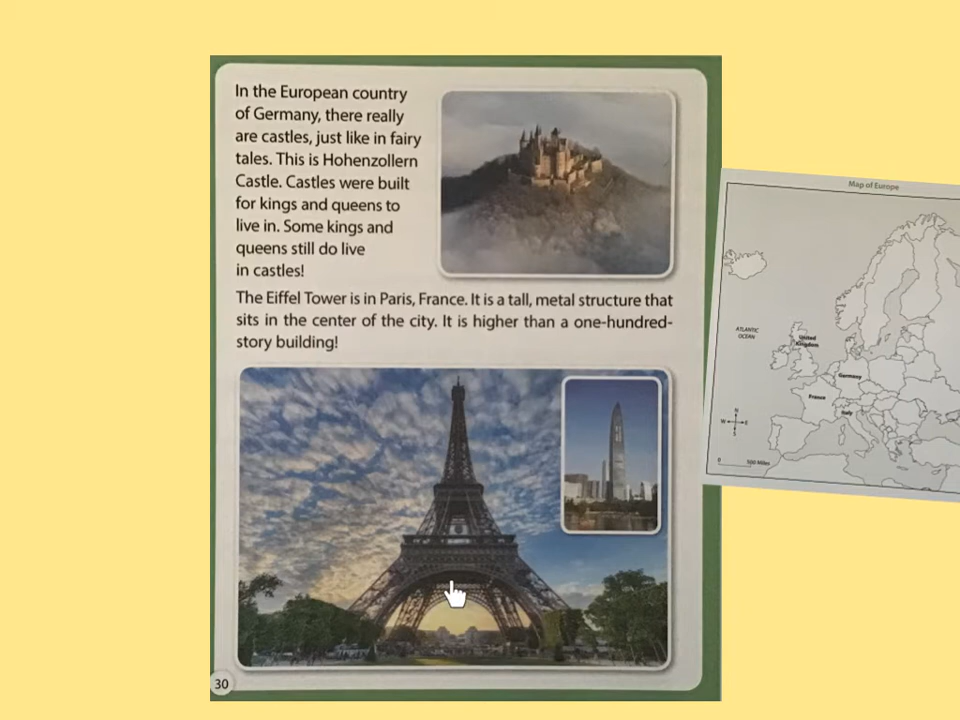 In the European country
of Germany, there really
are castles, just like in fairy
tales. This is Hohenzollern
Castle. Castles were built
for kings and queens to
live in. Some kings and
queens still do live
in castles!
The Eiffel Tower is in Paris, France. It is a tall, metal structure that
sits in the center of the city. It is higher than a one-hundred-
story building!
30
Map of Europe
ATLANTIC
OCEAN
United
Kingdom
Germany
France
Italy
N
W
E
S
0
500 Miles